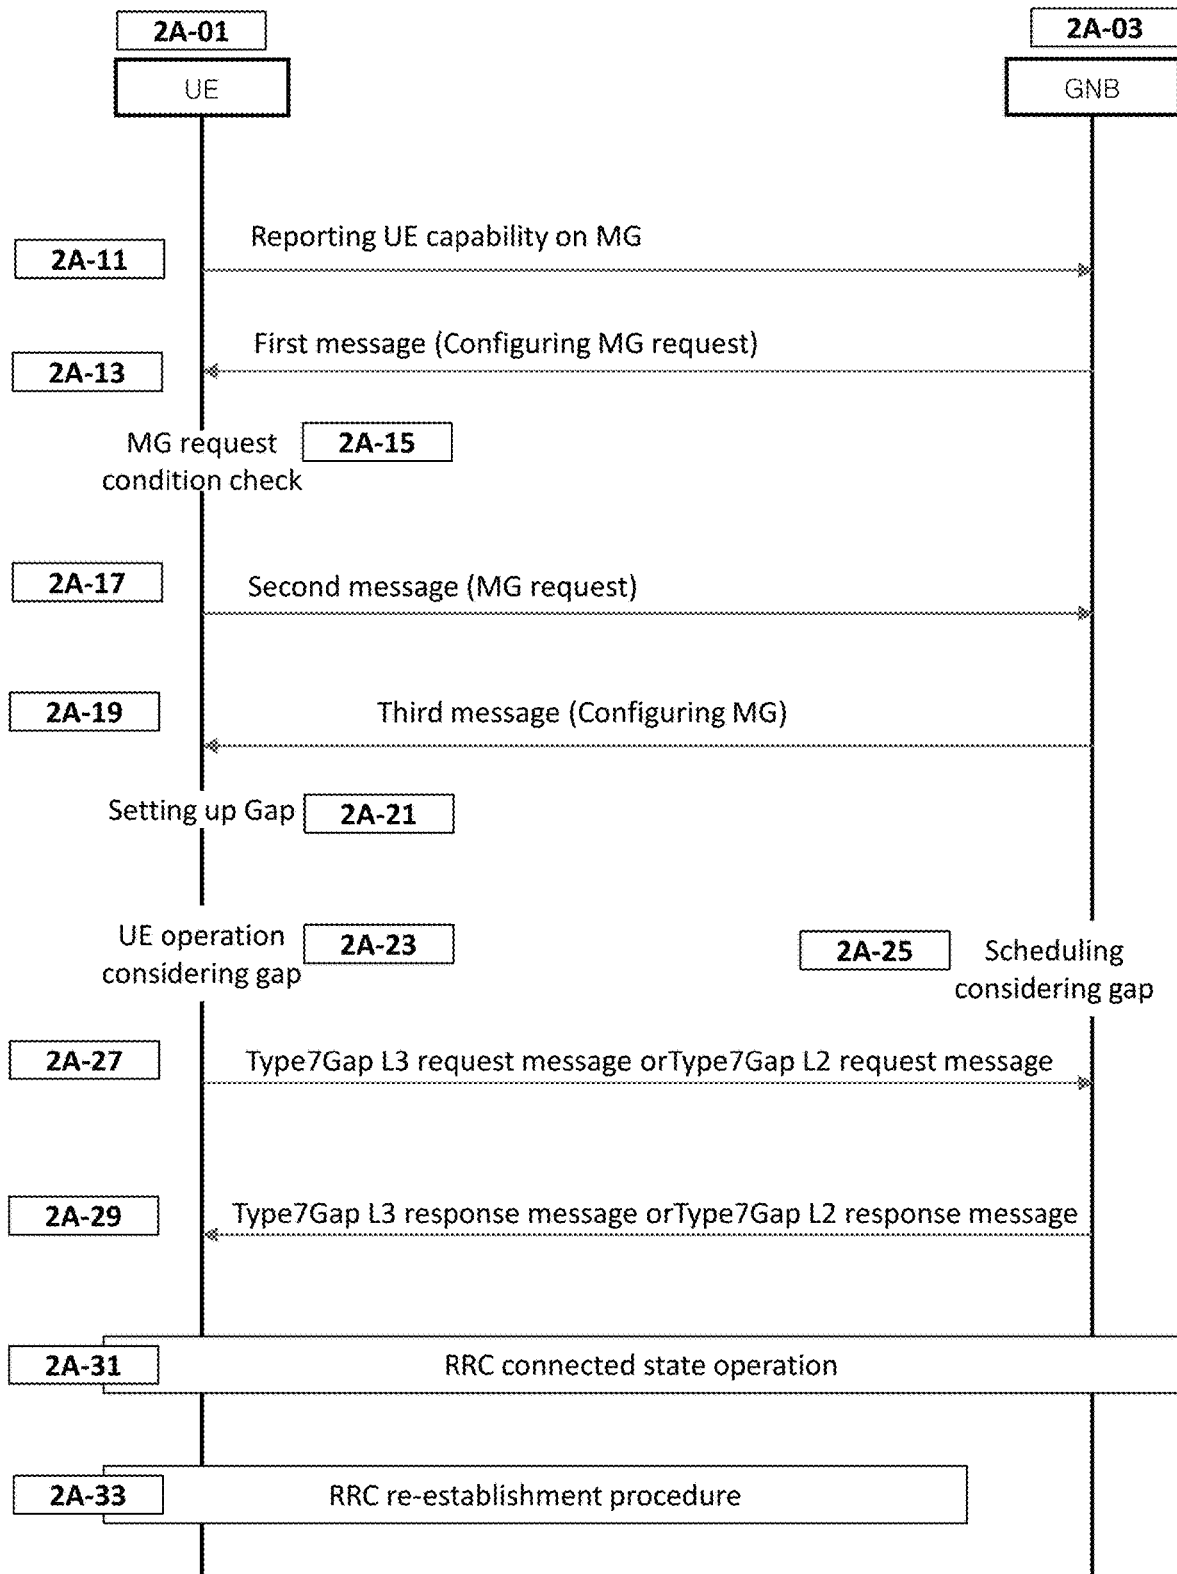 2A-01
2A-03
UE
GNB
Reporting UE capability on MG
2A-11
First message (Configuring MG request)
2A-13
MG request
condition check
2A-15
2A-17
Second message (MG request)
2A-19
Third message (Configuring MG)
Setting up Gap
2A-21
UE operation
considering gap
2A-23
2A-25
Scheduling
considering gap
2A-27
Type7Gap L3 request message orType7Gap L2 request message
2A-29
Type7Gap L3 response message orType7Gap L2 response message
2A-31
RRC connected state operation
2A-33
RRC re-establishment procedure